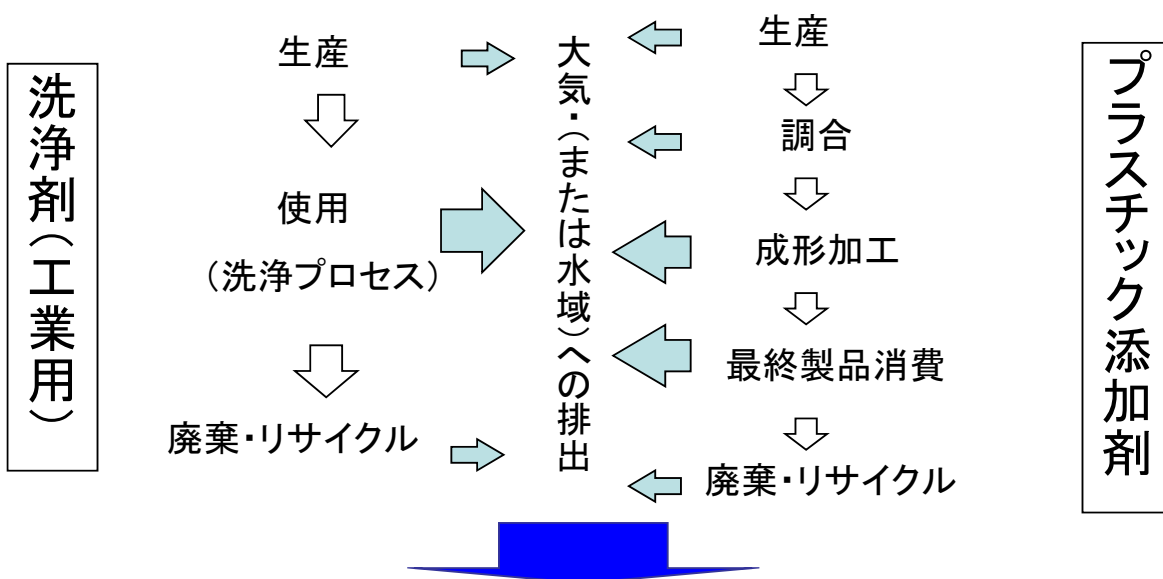 洗浄剤(工業用)
生産
使用
(洗浄プロセス)
廃棄・リサイクル
大気・(または水域)への排出
生産
調合
成形加工
最終製品消費
廃棄・リサイクル
プラスチック添加剤